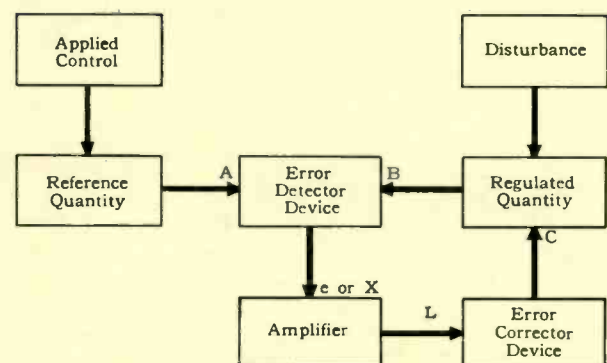 Applied
Control
Disturbance
Reference
Quantity
A
Error
Detector
Device
B
Regulated
Quantity
C
e or X
Amplifier
L
Error
Corrector
Device